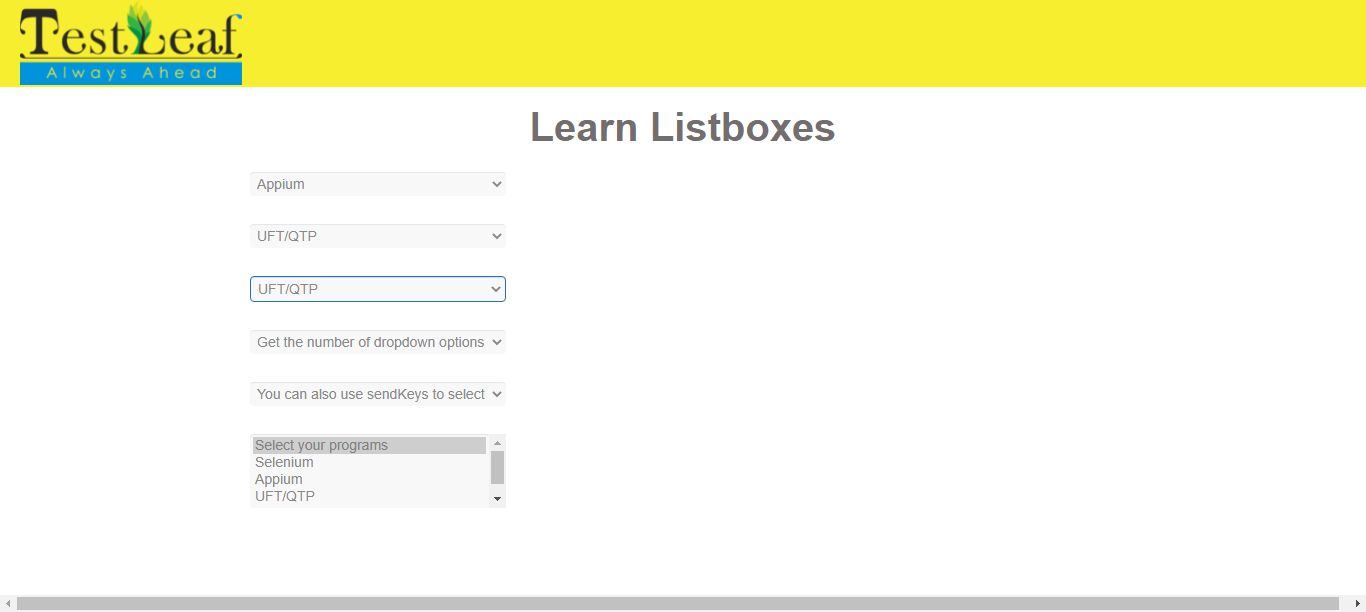 TestLeaf
Always Ahead
Learn Listboxes
Appium
UFT/QTP
UFT/QTP
Get the number of dropdown options
You can also use sendKeys to select
Select your programs
Selenium
Appium
UFT/QTP